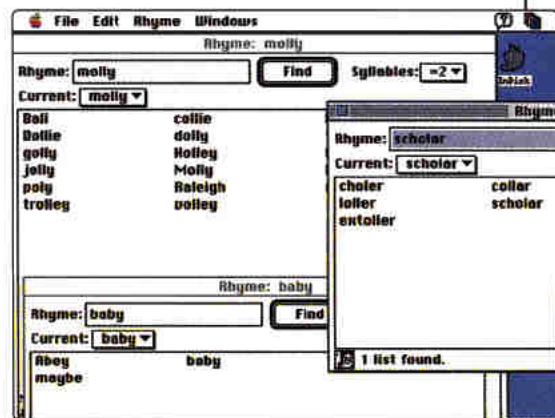 File Edit Rhyme Windows
Rhyme: molly
Rhyme: molly Find Syllables: =2
Current: molly
Bali collie
Dollie dolly
golly Holley
jolly Molly
poly Raleigh
trolley volley
Rhyme
Rhyme: scholar
Current: scholar
choler collar
loller scholar
extoller
1 list found.
Rhyme: baby
Rhyme: baby Find
Current: baby
Abey baby
maybe